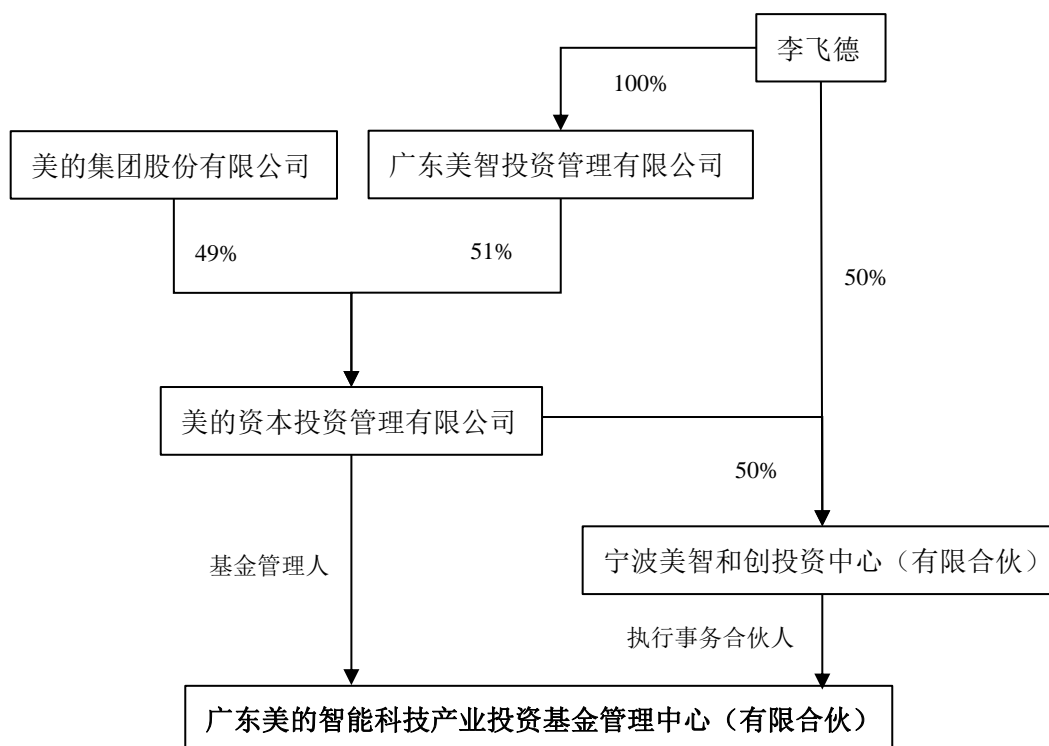 李飞德
100%
美的集团股份有限公司
广东美智投资管理有限公司
49%
51%
50%
美的资本投资管理有限公司
50%
基金管理人
宁波美智和创投资中心（有限合伙）
执行事务合伙人
广东美的智能科技产业投资基金管理中心（有限合伙）